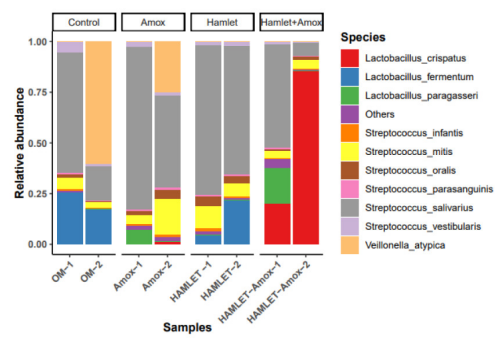 Control
Amox
Hamlet
Hamlet+Amox
Relative abundance
1.00
0.75
0.50
0.25
0.00
OM-1
OM-2
Amox-1
Amox-2
HAMLET -1
HAMLET-2
HAMLET-Amox-1
HAMLET-Amox-2
Samples
Species
Lactobacillus_crispatus
Lactobacillus_fermentum
Lactobacillus_paragasseri
Others
Streptococcus_infantis
Streptococcus_mitis
Streptococcus_oralis
Streptococcus_parasanguinis
Streptococcus_salivarius
Streptococcus_vestibularis
Veillonella_atypica